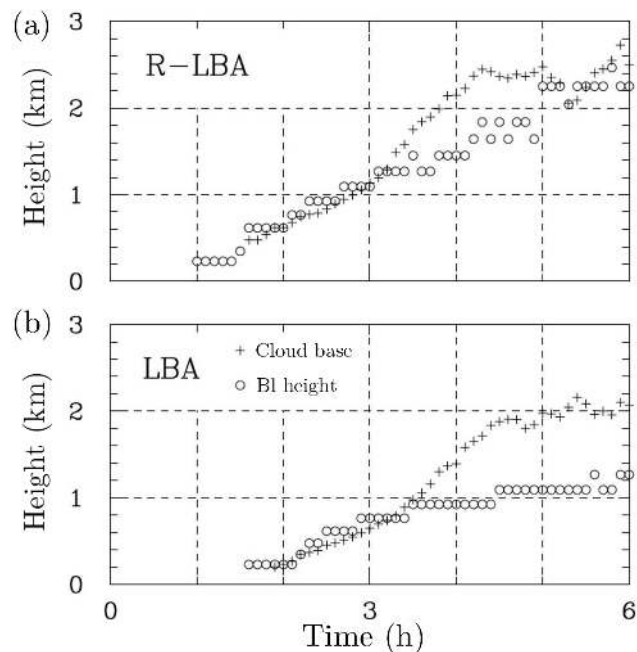 (a)
3
R-LBA
2
1
0
Height (km)
(b)
3
+ Cloud base
LBA
o Bl height
2
1
0
Height (km)
0 3 6
Time (h)